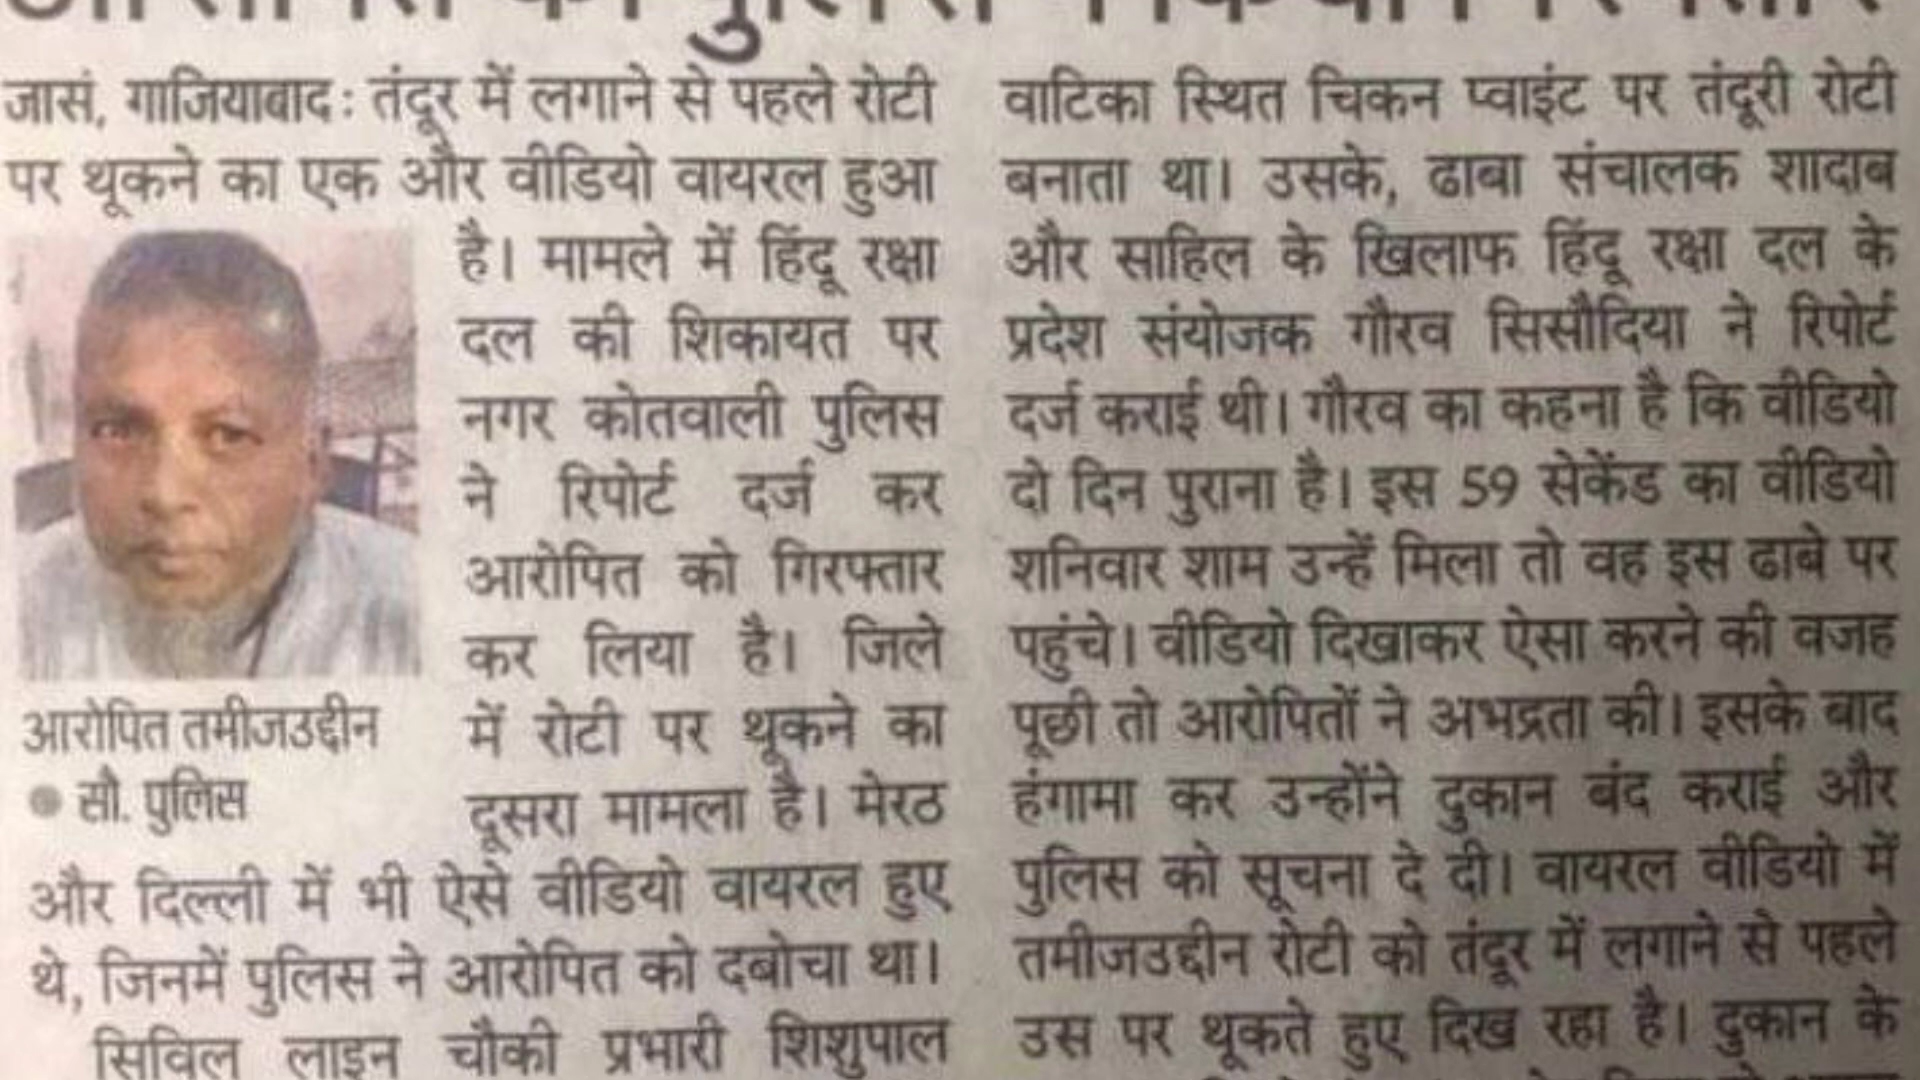 जासं, गाजियाबाद : तंदूर में लगाने से पहले रोटी
पर थूकने का एक और वीडियो वायरल हुआ
है। मामले में हिंदू रक्षा
दल की शिकायत पर
नगर कोतवाली पुलिस
ने रिपोर्ट दर्ज कर
आरोपित को गिरफ्तार
कर लिया है। जिले
में रोटी पर थूकने का
दूसरा मामला है। मेरठ
आरोपित तमीजउद्दीन
● सौ. पुलिस
और दिल्ली में भी ऐसे वीडियो वायरल हुए
थे, जिनमें पुलिस ने आरोपित को दबोचा था।
सिविल लाइन चौकी प्रभारी शिशुपाल
वाटिका स्थित चिकन प्वाइंट पर तंदूरी रोटी
बनाता था। उसके, ढाबा संचालक शादाब
और साहिल के खिलाफ हिंदू रक्षा दल के
प्रदेश संयोजक गौरव सिसौदिया ने रिपोर्ट
दर्ज कराई थी। गौरव का कहना है कि वीडियो
दो दिन पुराना है। इस 59 सेकेंड का वीडियो
शनिवार शाम उन्हें मिला तो वह इस ढाबे पर
पहुंचे। वीडियो दिखाकर ऐसा करने की वजह
पूछी तो आरोपितों ने अभद्रता की। इसके बाद
हंगामा कर उन्होंने दुकान बंद कराई और
पुलिस को सूचना दे दी। वायरल वीडियो में
तमीजउद्दीन रोटी को तंदूर में लगाने से पहले
उस पर थूकते हुए दिख रहा है। दुकान के